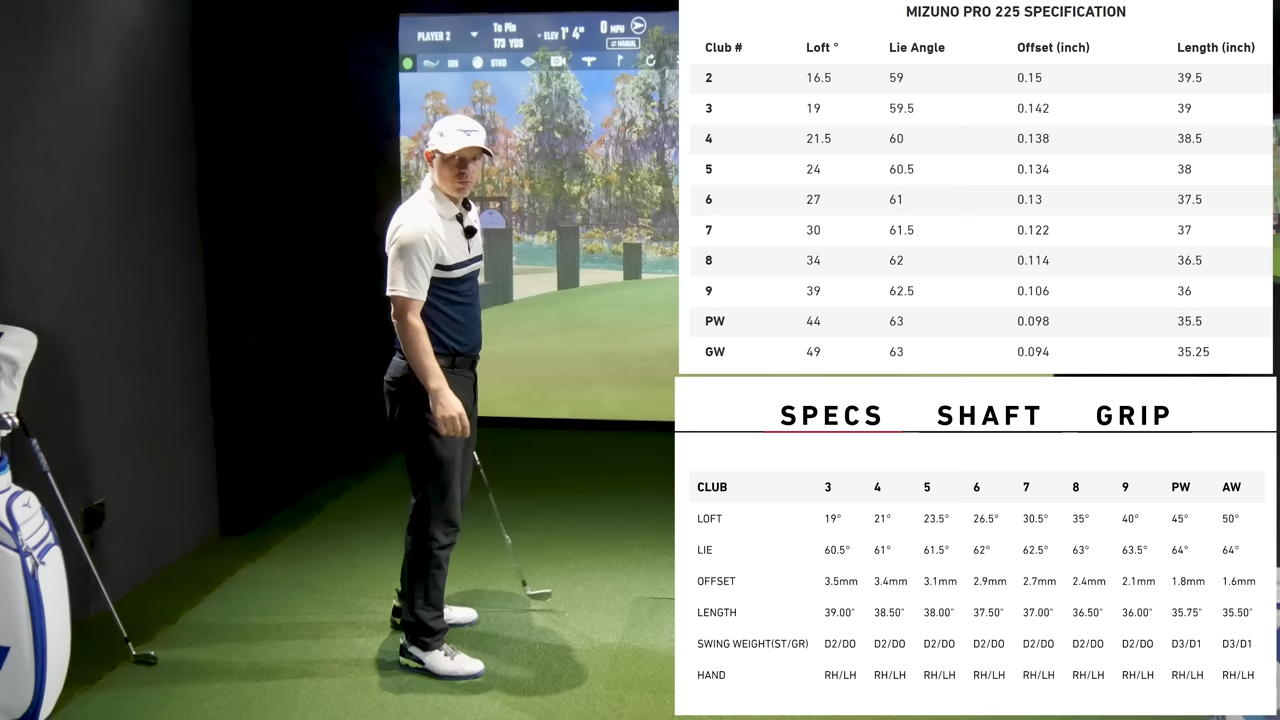 PLAYER 2
To Pin
173 YDS
ELEV 1' 4"
0 MPH
MANUAL
IRN
STND
MIZUNO PRO 225 SPECIFICATION
Club # Loft ° Lie Angle Offset (inch) Length (inch)
2 16.5 59 0.15 39.5
3 19 59.5 0.142 39
4 21.5 60 0.138 38.5
5 24 60.5 0.134 38
6 27 61 0.13 37.5
7 30 61.5 0.122 37
8 34 62 0.114 36.5
9 39 62.5 0.106 36
PW 44 63 0.098 35.5
GW 49 63 0.094 35.25
SPECS SHAFT GRIP
CLUB 3 4 5 6 7 8 9 PW AW
LOFT 19° 21° 23.5° 26.5° 30.5° 35° 40° 45° 50°
LIE 60.5° 61° 61.5° 62° 62.5° 63° 63.5° 64° 64°
OFFSET 3.5mm 3.4mm 3.1mm 2.9mm 2.7mm 2.4mm 2.1mm 1.8mm 1.6mm
LENGTH 39.00" 38.50" 38.00" 37.50" 37.00" 36.50" 36.00" 35.75" 35.50"
SWING WEIGHT(ST/GR) D2/D0 D2/D0 D2/D0 D2/D0 D2/D0 D2/D0 D2/D0 D3/D1 D3/D1
HAND RH/LH RH/LH RH/LH RH/LH RH/LH RH/LH RH/LH RH/LH RH/LH